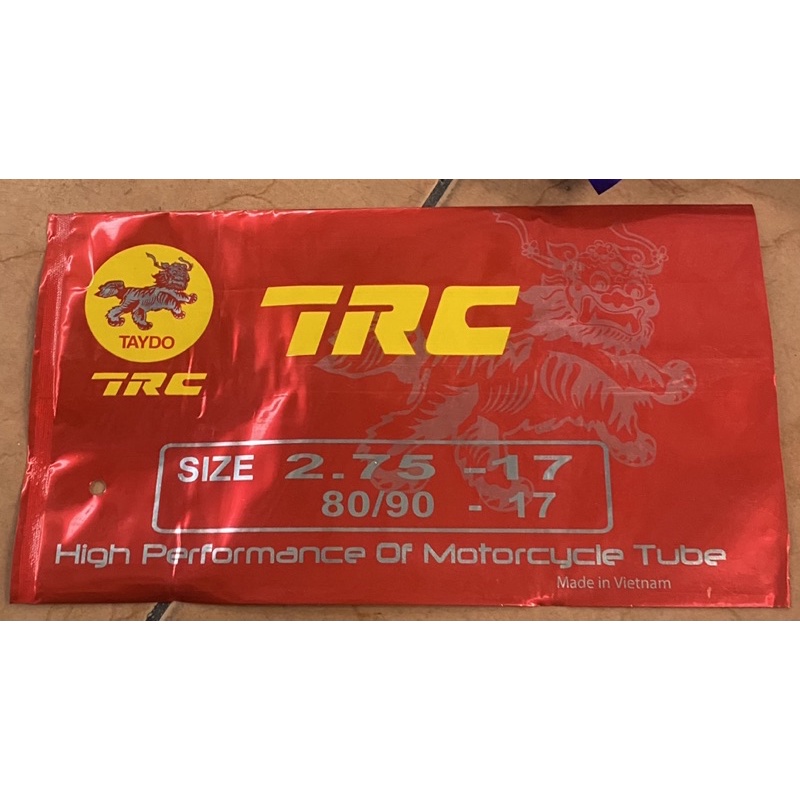 TAYDO
TRC
TRC
SIZE 2.75 -17
80/90 - 17
High Performance Of Motorcycle Tube
Made in Vietnam